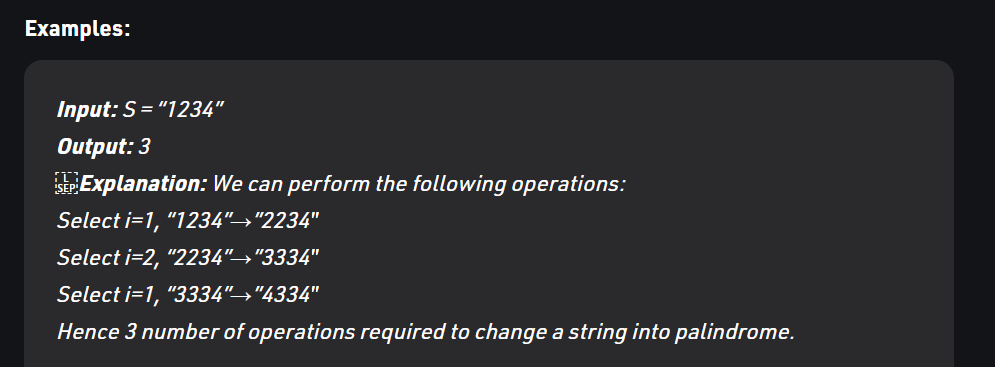 Examples:
Input: S = “1234”
Output: 3
L SEP Explanation: We can perform the following operations:
Select i=1, “1234”→”2234"
Select i=2, “2234”→”3334"
Select i=1, “3334”→”4334"
Hence 3 number of operations required to change a string into palindrome.